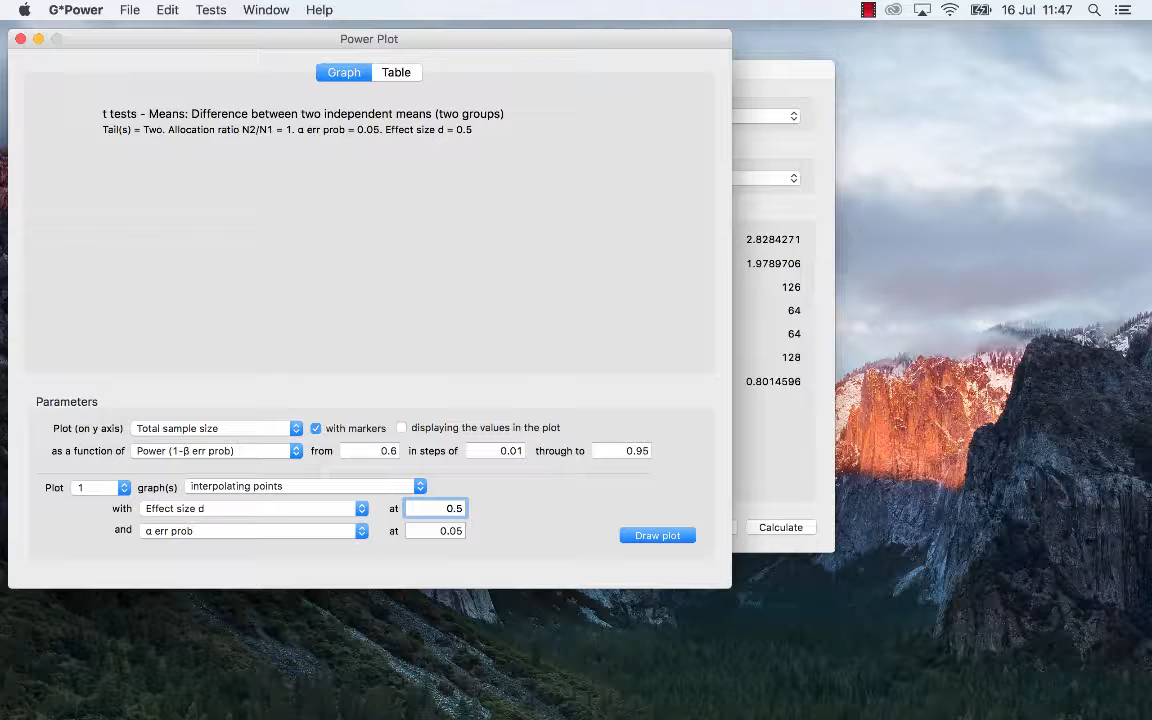 G*Power File Edit Tests Window Help 16 Jul 11:47
Power Plot
Graph Table
t tests - Means: Difference between two independent means (two groups)
Tail(s) = Two. Allocation ratio N2/N1 = 1. α err prob = 0.05. Effect size d = 0.5
2.8284271
1.9789706
126
64
64
128
0.8014596
Parameters
Plot (on y axis) Total sample size with markers displaying the values in the plot
as a function of Power (1-β err prob) from 0.6 in steps of 0.01 through to 0.95
Plot 1 graph(s) interpolating points
with Effect size d at 0.5
and α err prob at 0.05
Draw plot
Calculate